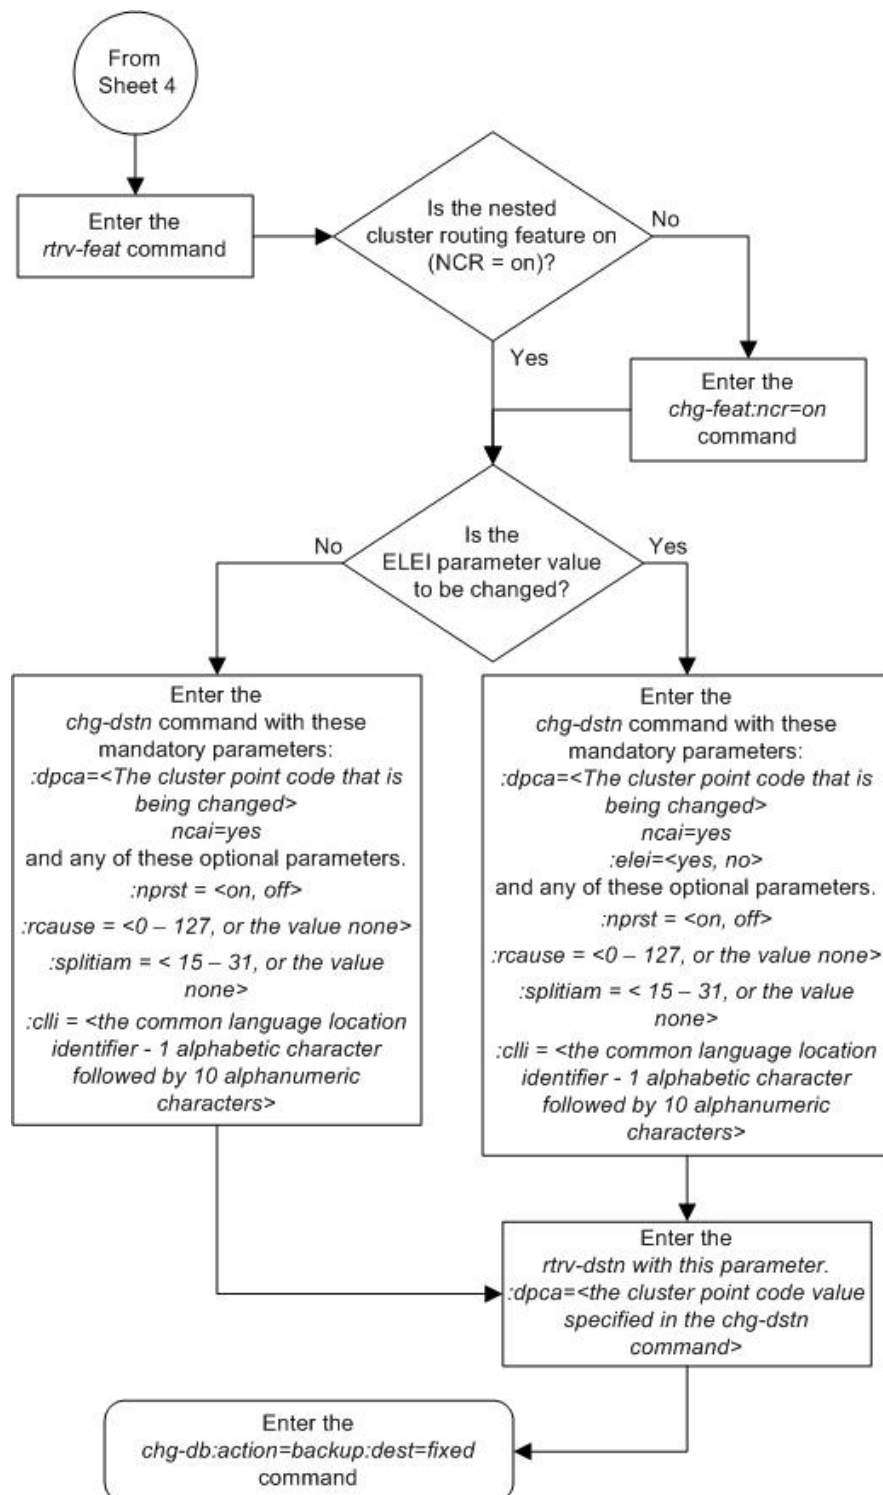 From
Sheet 4
Enter the
rtrv-feat command
Is the nested
cluster routing feature on
(NCR = on)?
No
Yes
Enter the
chg-feat:ncr=on
command
Is the
ELEI parameter value
to be changed?
No
Yes
Enter the
chg-dstn command with these
mandatory parameters:
:dpca=<The cluster point code that is
being changed>
ncai=yes
and any of these optional parameters.
:nprst = <on, off>
:rcause = <0 – 127, or the value none>
:splitiam = < 15 – 31, or the value
none>
:clli = <the common language location
identifier - 1 alphabetic character
followed by 10 alphanumeric
characters>
Enter the
chg-dstn command with these
mandatory parameters:
:dpca=<The cluster point code that is
being changed>
ncai=yes
:elei=<yes, no>
and any of these optional parameters.
:nprst = <on, off>
:rcause = <0 – 127, or the value none>
:splitiam = < 15 – 31, or the value
none>
:clli = <the common language location
identifier - 1 alphabetic character
followed by 10 alphanumeric
characters>
Enter the
rtrv-dstn with this parameter.
:dpca=<the cluster point code value
specified in the chg-dstn
command>
Enter the
chg-db:action=backup:dest=fixed
command